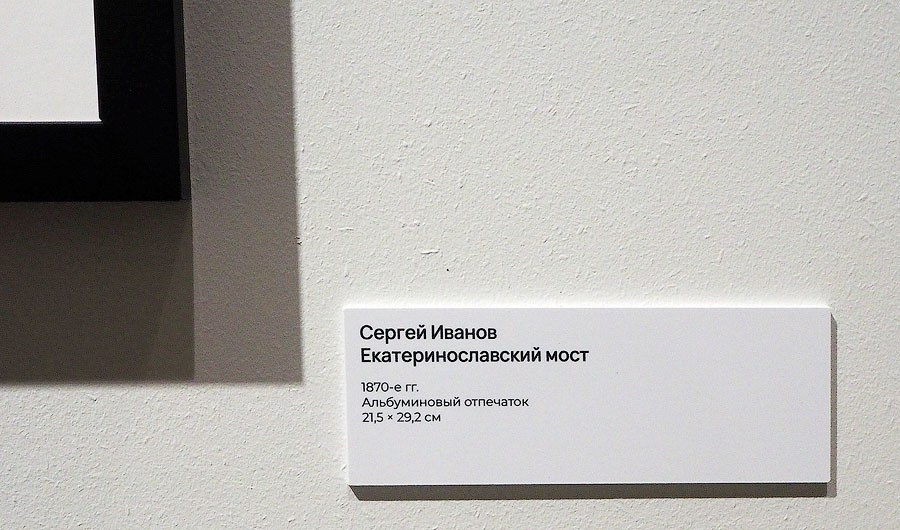 Сергей Иванов
Екатеринославский мост
1870-е гг.
Альбуминовый отпечаток
21,5 × 29,2 см